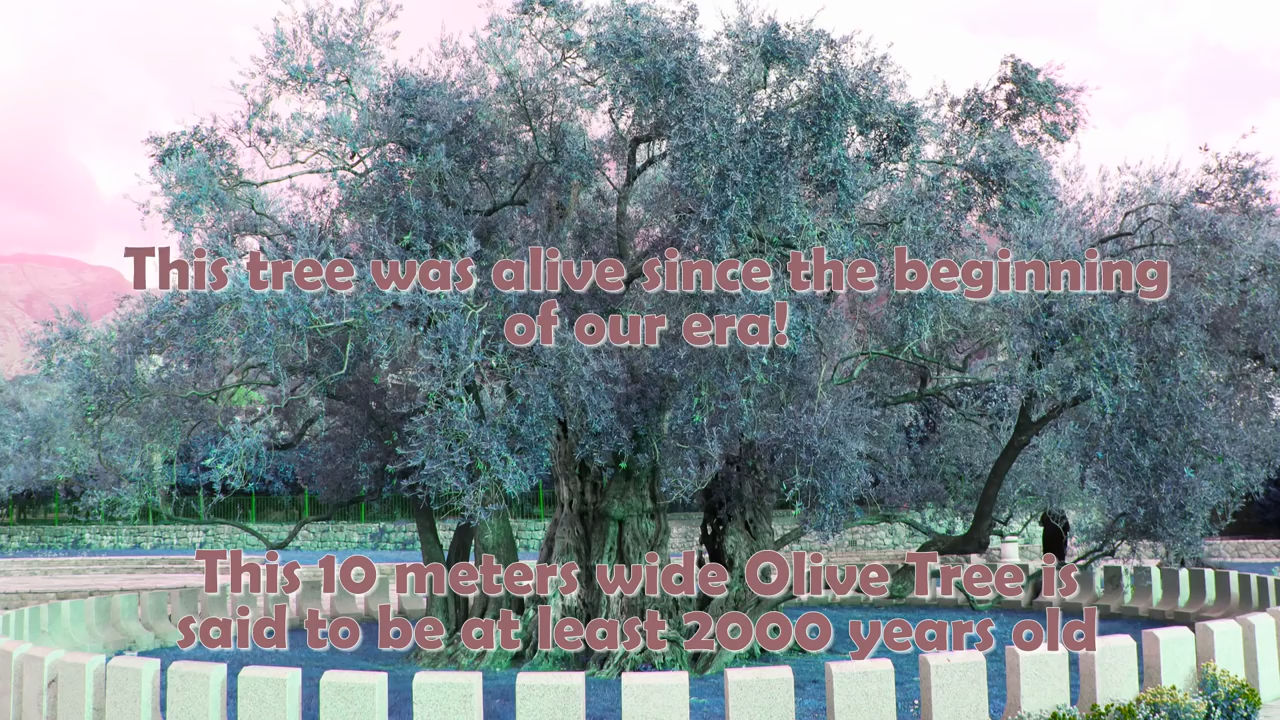 This tree was alive since the beginning
of our era!
This 10 meters wide Olive Tree is
said to be at least 2000 years old